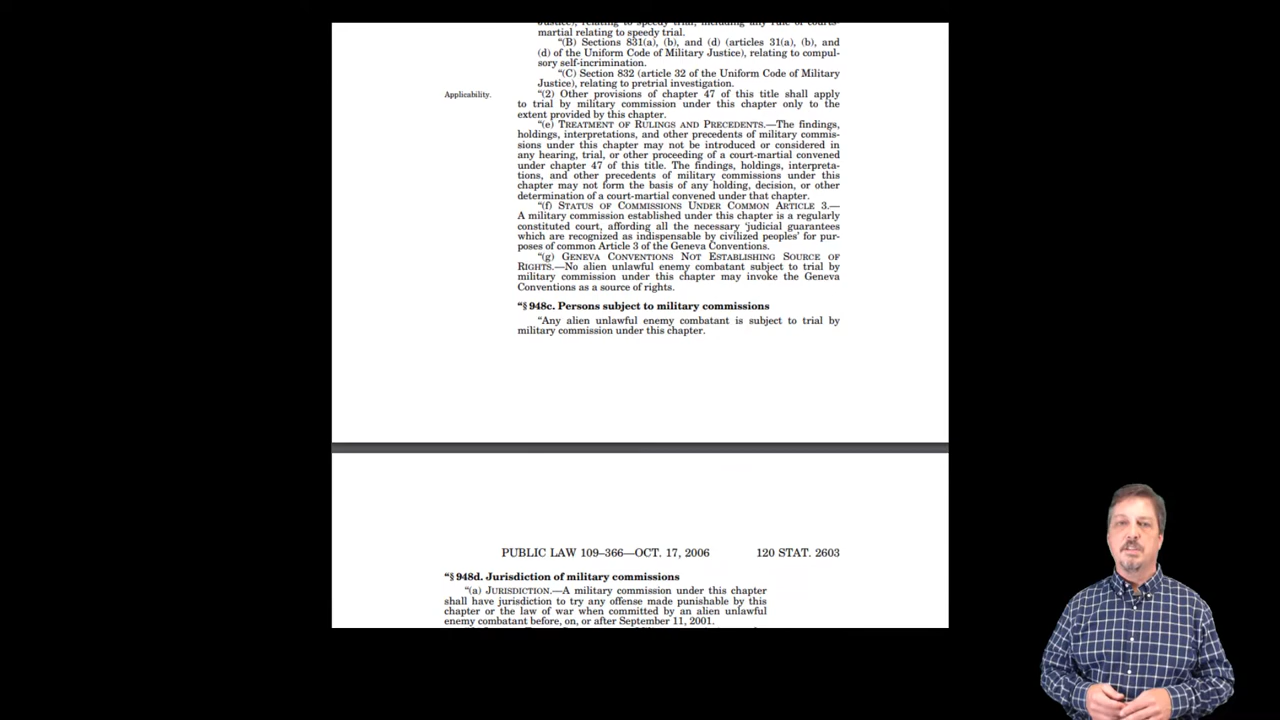 Justice), relating to speedy trial, including any rule of courts-
martial relating to speedy trial.
“(B) Sections 831(a), (b), and (d) (articles 31(a), (b), and
(d) of the Uniform Code of Military Justice), relating to compul-
sory self-incrimination.
“(C) Section 832 (article 32 of the Uniform Code of Military
Justice), relating to pretrial investigation.
Applicability.
“(2) Other provisions of chapter 47 of this title shall apply
to trial by military commission under this chapter only to the
extent provided by this chapter.
“(e) TREATMENT OF RULINGS AND PRECEDENTS.—The findings,
holdings, interpretations, and other precedents of military commis-
sions under this chapter may not be introduced or considered in
any hearing, trial, or other proceeding of a court-martial convened
under chapter 47 of this title. The findings, holdings, interpreta-
tions, and other precedents of military commissions under this
chapter may not form the basis of any holding, decision, or other
determination of a court-martial convened under that chapter.
“(f) STATUS OF COMMISSIONS UNDER COMMON ARTICLE 3.—
A military commission established under this chapter is a regularly
constituted court, affording all the necessary ‘judicial guarantees
which are recognized as indispensable by civilized peoples’ for pur-
poses of common Article 3 of the Geneva Conventions.
“(g) GENEVA CONVENTIONS NOT ESTABLISHING SOURCE OF
RIGHTS.—No alien unlawful enemy combatant subject to trial by
military commission under this chapter may invoke the Geneva
Conventions as a source of rights.
“§ 948c. Persons subject to military commissions
“Any alien unlawful enemy combatant is subject to trial by
military commission under this chapter.
PUBLIC LAW 109–366—OCT. 17, 2006 120 STAT. 2603
“§ 948d. Jurisdiction of military commissions
“(a) JURISDICTION.—A military commission under this chapter
shall have jurisdiction to try any offense made punishable by this
chapter or the law of war when committed by an alien unlawful
enemy combatant before, on, or after September 11, 2001.